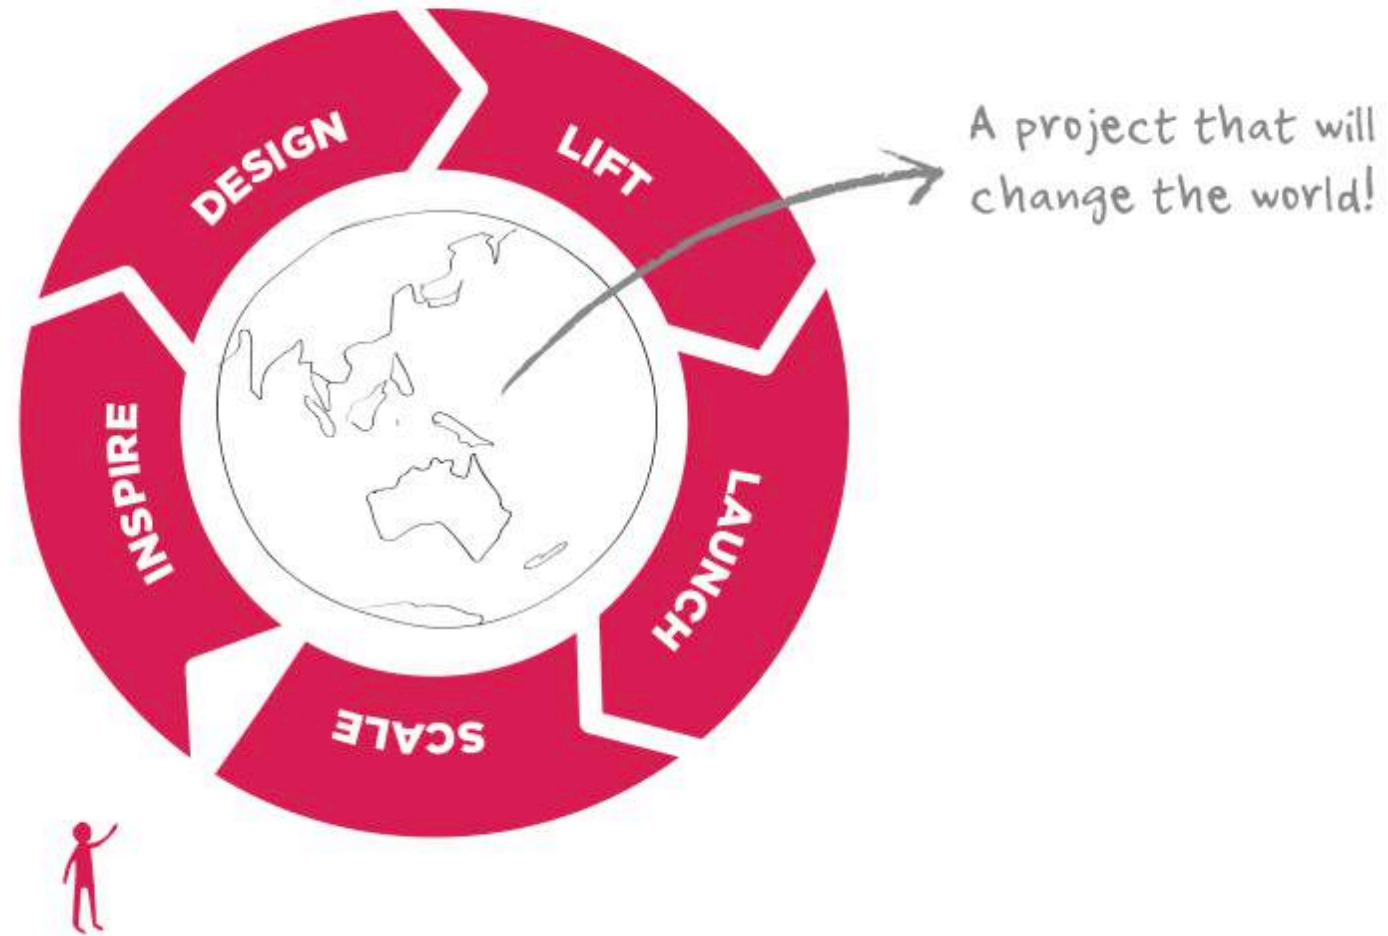 DESIGN
LIFT
A project that will
change the world!
INSPIRE
LAUNCH
SCALE